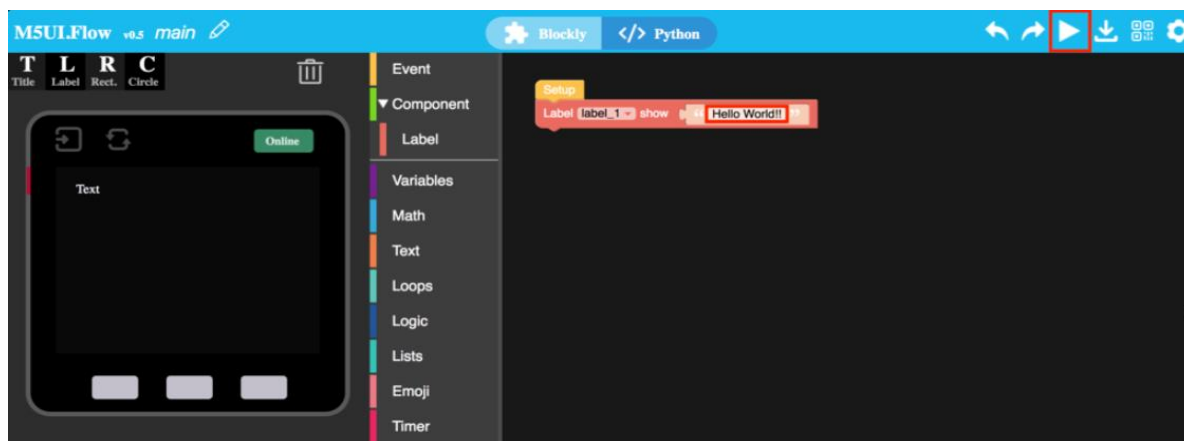 M5UI.Flow v0.5 main
Blockly </> Python
T L R C
Title Label Rect. Circle
Online
Text
Event
Component
Label
Variables
Math
Text
Loops
Logic
Lists
Emoji
Timer
Setup
Label label_1 show “ Hello World!! ”